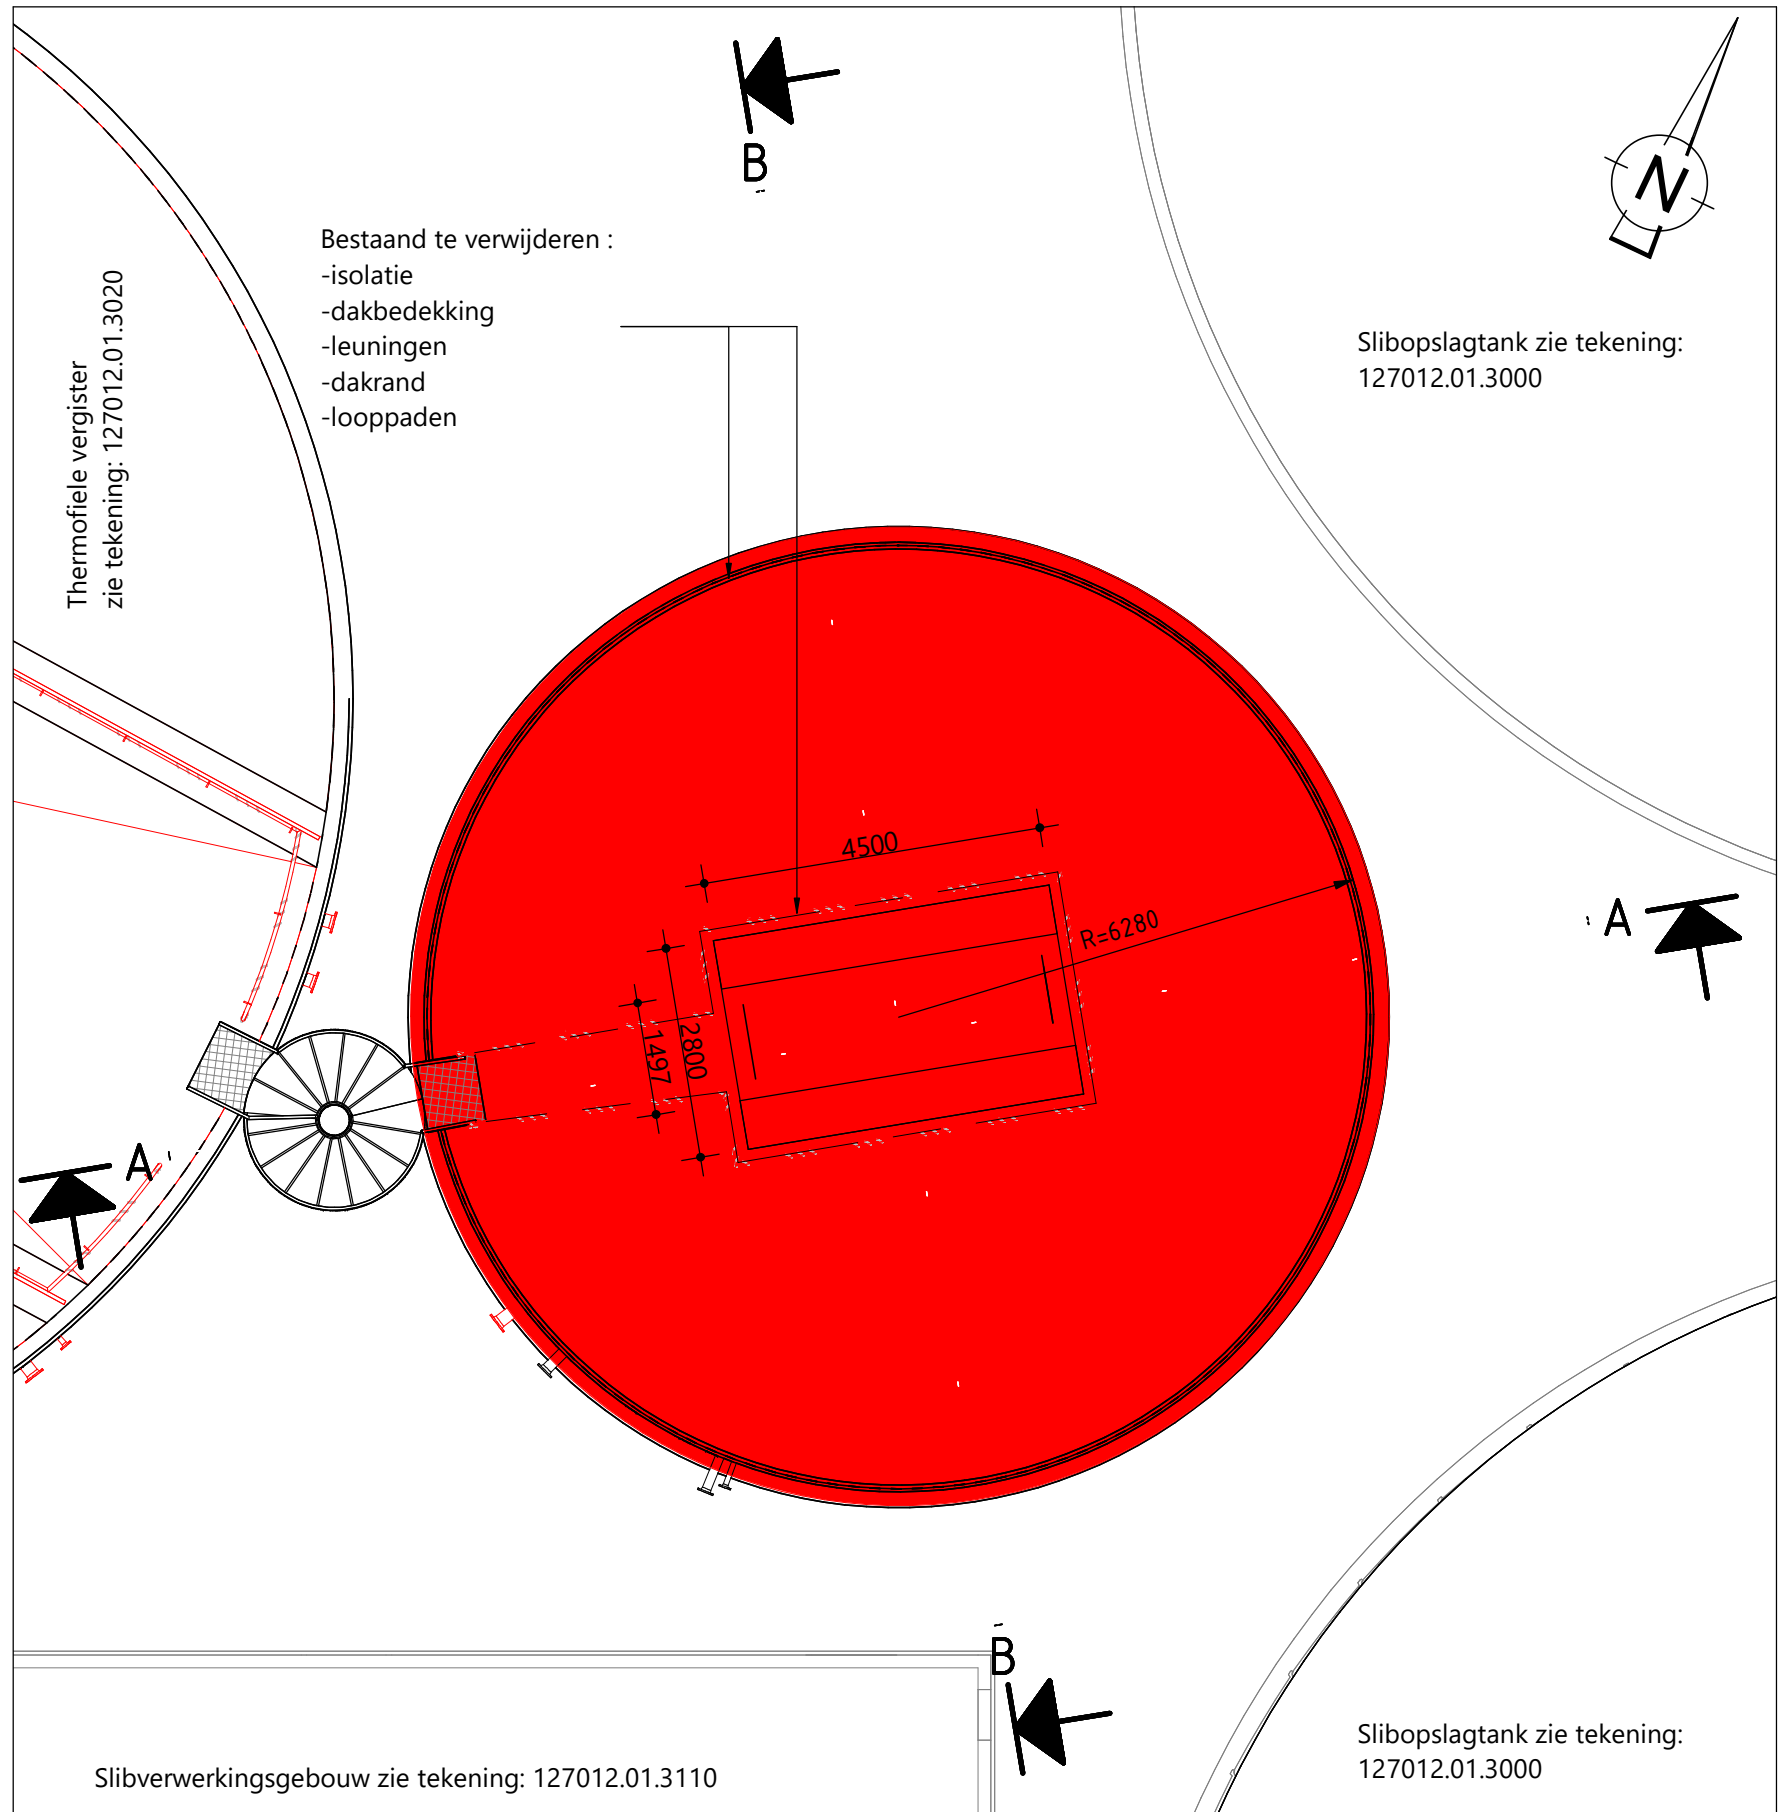 B
N
Bestaand te verwijderen :
-isolatie
-dakbedekking
-leuningen
-dakrand
-looppaden
Thermofiele vergister
zie tekening: 127012.01.3020
Slibopslagtank zie tekening:
127012.01.3000
4500
R=6280
2800
1497
A
A
B
Slibopslagtank zie tekening:
127012.01.3000
Slibverwerkingsgebouw zie tekening: 127012.01.3110